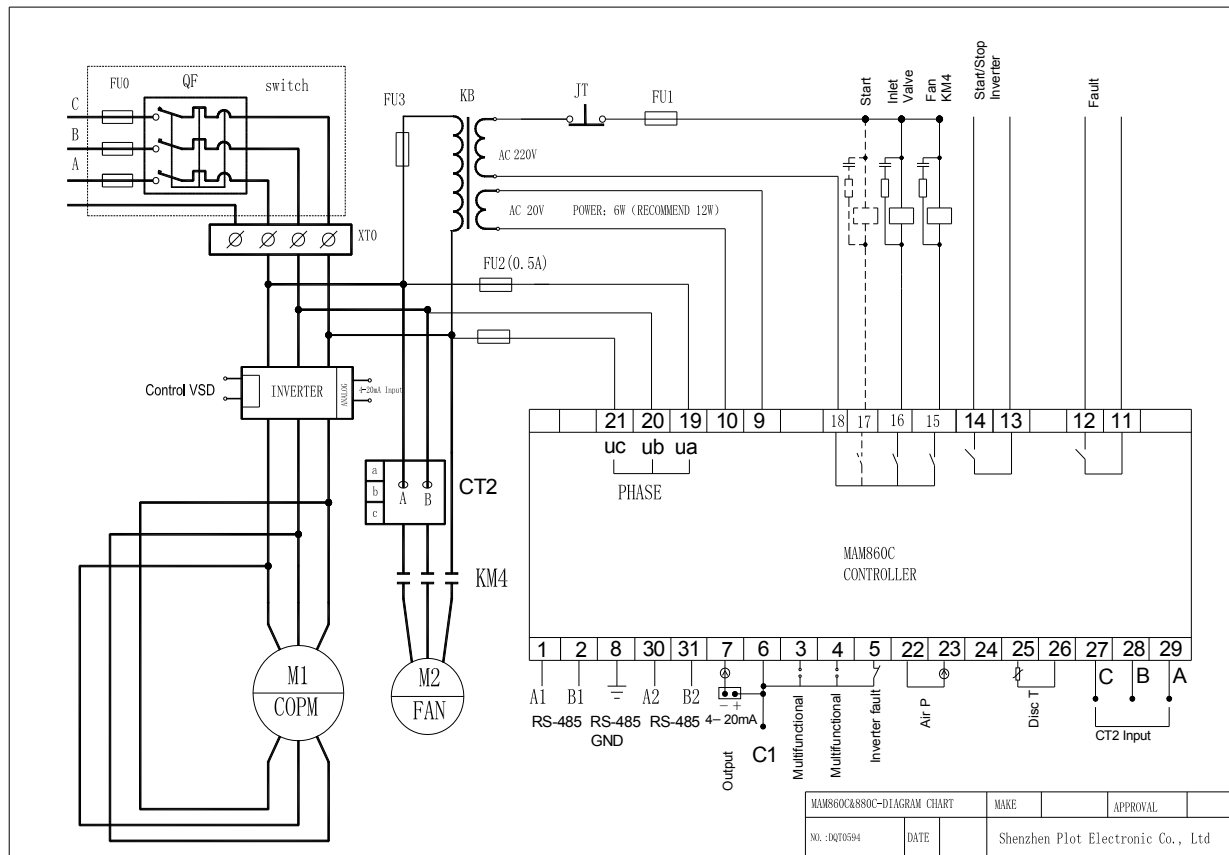 FU0
QF
switch
C
B
A
XT0
FU3
KB
JT
FU1
AC 220V
AC 20V
POWER: 6W (RECOMMEND 12W)
FU2(0.5A)
Start
Inlet
Valve
Fan
KM4
Start/Stop
Inverter
Fault
Control VSD
INVERTER
ANALOG
4-20mA Input
21
20
19
10
9
18
17
16
15
14
13
12
11
uc
ub
ua
PHASE
a
b
c
A
B
CT2
KM4
MAM860C
CONTROLLER
M1
COPM
M2
FAN
1
2
8
30
31
7
6
3
4
5
22
23
24
25
26
27
28
29
A1
B1
A2
B2
− +
RS-485
RS-485
GND
RS-485
4–20mA
Output
C1
Multifunctional
Multifunctional
Inverter fault
Air P
Disc T
C
B
A
CT2 Input
MAM860C&880C-DIAGRAM CHART
MAKE
APPROVAL
NO.:DQT0594
DATE
Shenzhen Plot Electronic Co., Ltd